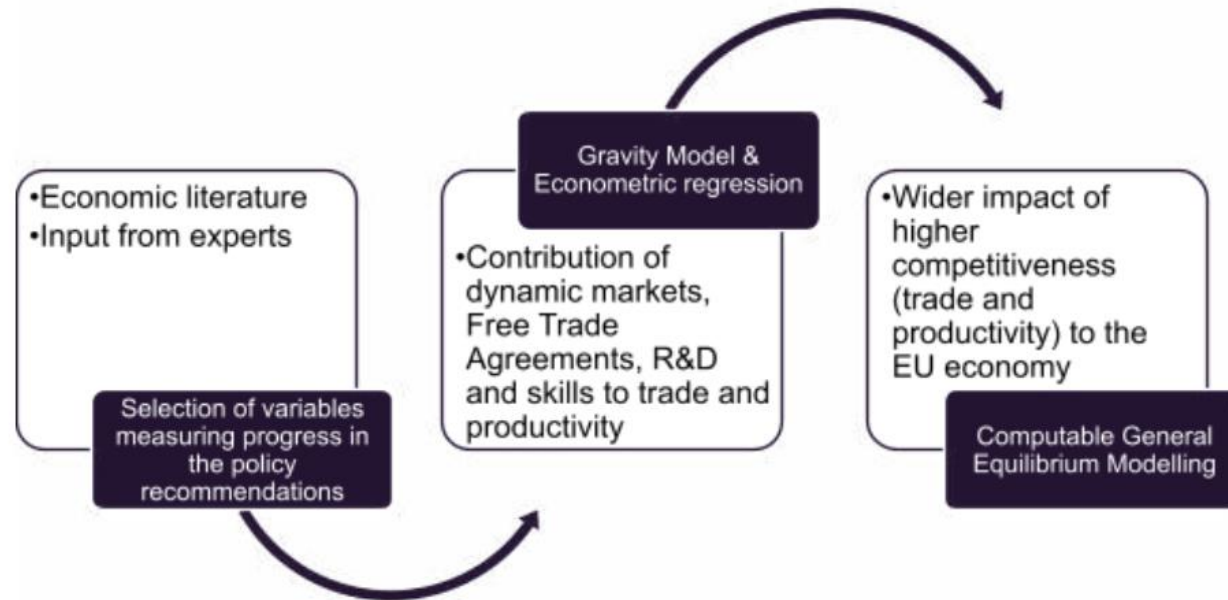 •Economic literature
•Input from experts
Selection of variables
measuring progress in
the policy
recommendations
Gravity Model &
Econometric regression
•Contribution of
dynamic markets,
Free Trade
Agreements, R&D
and skills to trade and
productivity
•Wider impact of
higher
competitiveness
(trade and
productivity) to the
EU economy
Computable General
Equilibrium Modelling